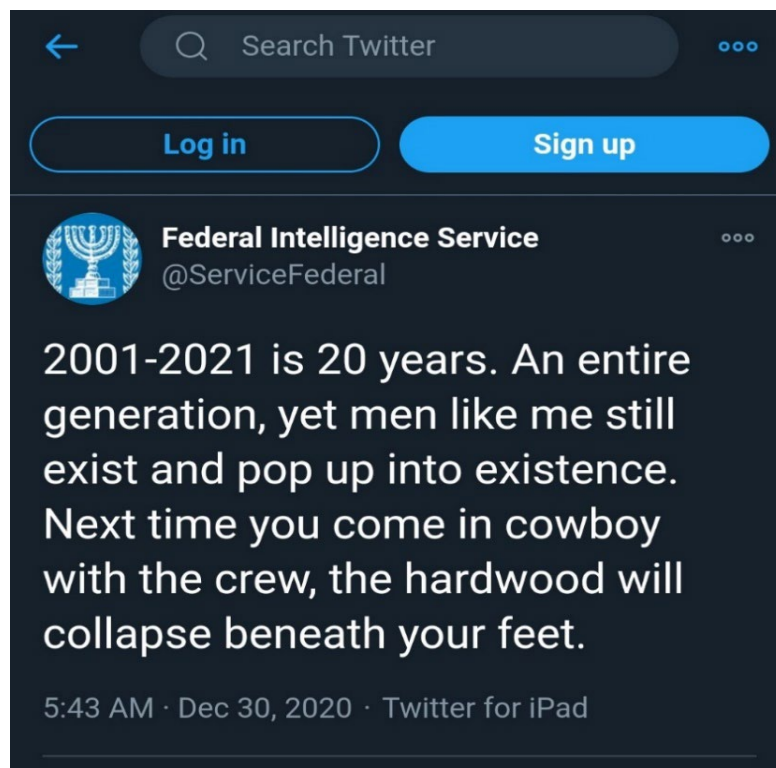 Search Twitter
Log in
Sign up
Federal Intelligence Service
@ServiceFederal
2001-2021 is 20 years. An entire
generation, yet men like me still
exist and pop up into existence.
Next time you come in cowboy
with the crew, the hardwood will
collapse beneath your feet.
5:43 AM · Dec 30, 2020 · Twitter for iPad